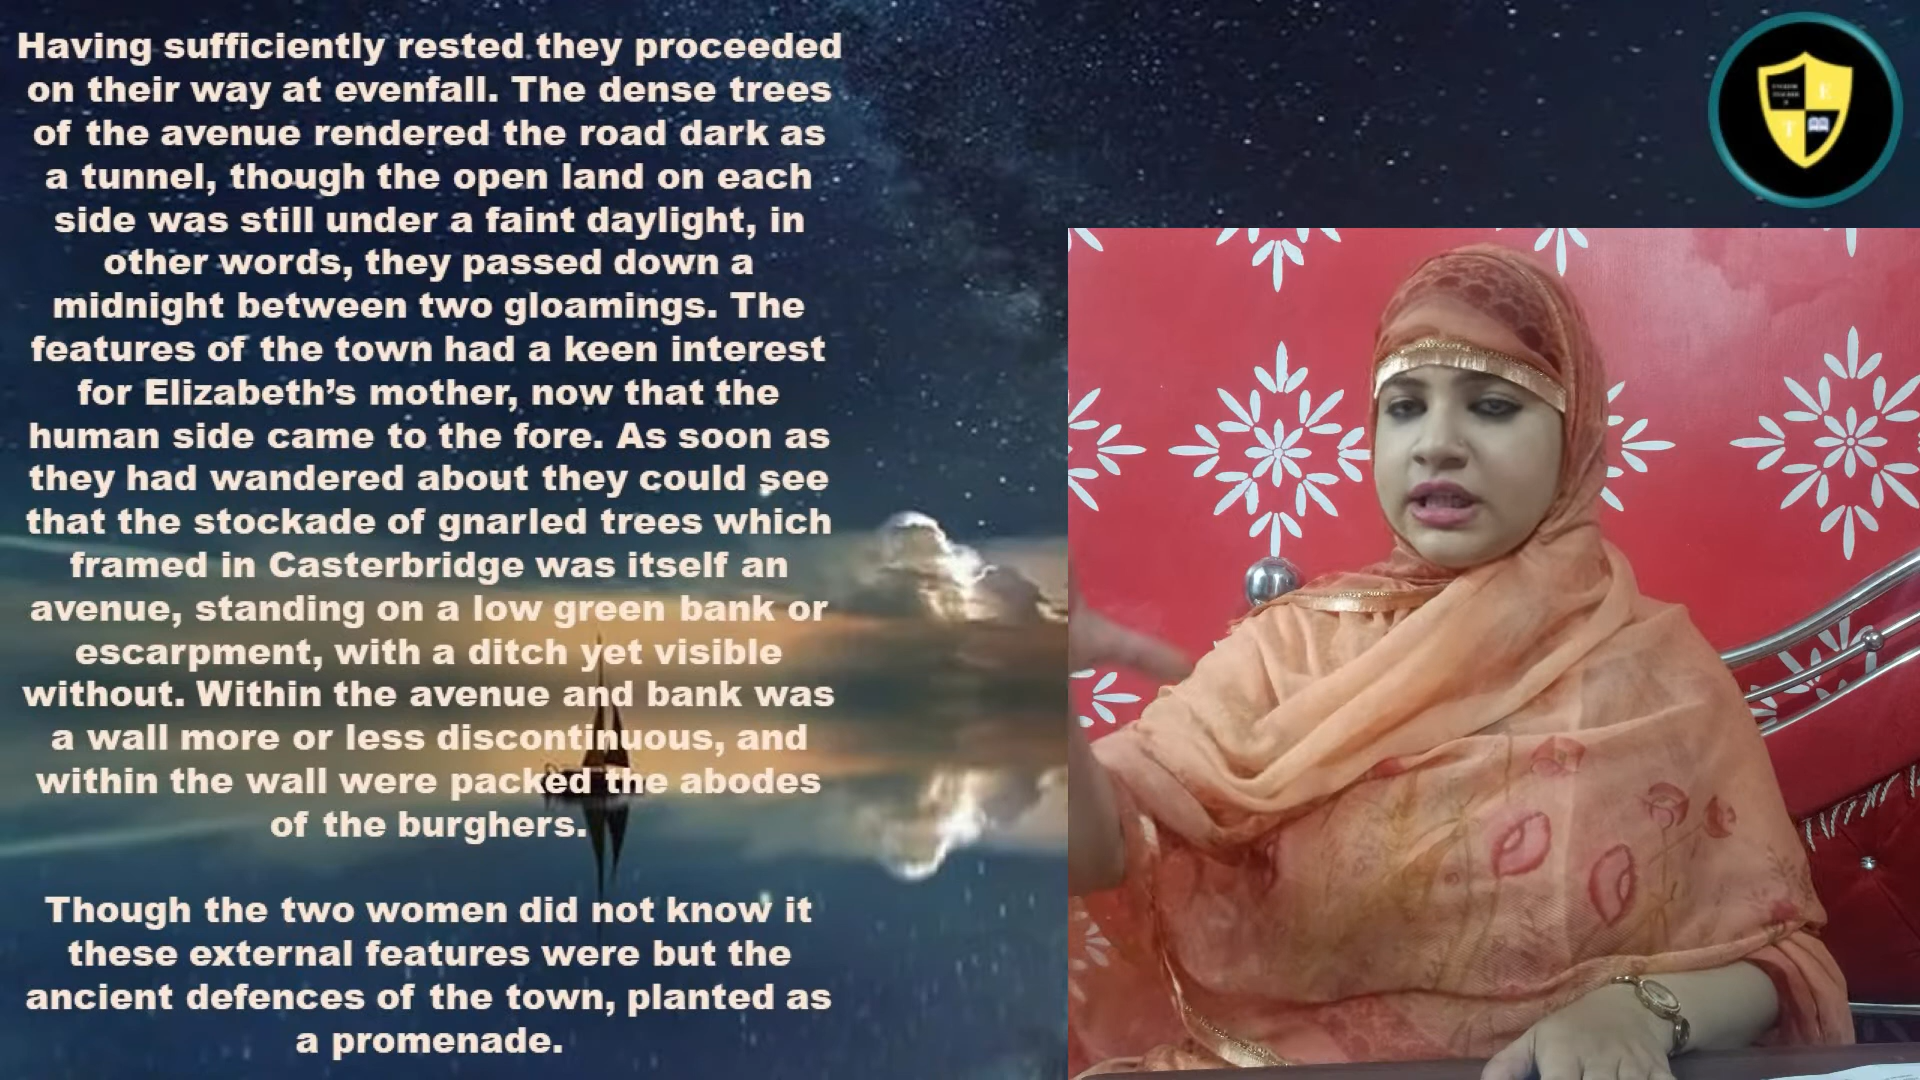 Having sufficiently rested they proceeded
on their way at evenfall. The dense trees
of the avenue rendered the road dark as
a tunnel, though the open land on each
side was still under a faint daylight, in
other words, they passed down a
midnight between two gloamings. The
features of the town had a keen interest
for Elizabeth’s mother, now that the
human side came to the fore. As soon as
they had wandered about they could see
that the stockade of gnarled trees which
framed in Casterbridge was itself an
avenue, standing on a low green bank or
escarpment, with a ditch yet visible
without. Within the avenue and bank was
a wall more or less discontinuous, and
within the wall were packed the abodes
of the burghers.
Though the two women did not know it
these external features were but the
ancient defences of the town, planted as
a promenade.
E
T